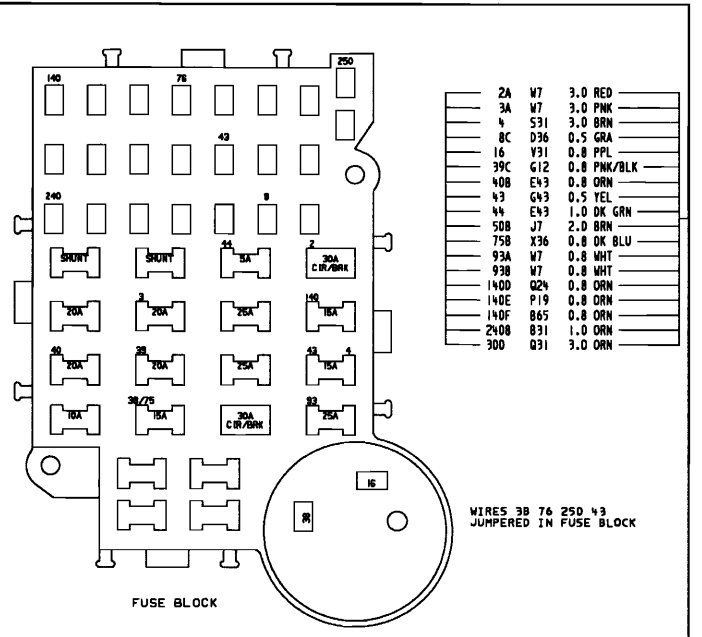 250
140 76
43
240 8
44 2
SHUNT SHUNT 5A 30A
CIR/BRK
3 140
20A 20A 25A 15A
40 39 43 4
20A 20A 25A 15A
38/75 93
10A 15A 30A 25A
CIR/BRK
16
38
FUSE BLOCK
2A W7 3.0 RED
3A W7 3.0 PNK
4 S31 3.0 BRN
8C D36 0.5 GRA
16 V31 0.8 PPL
39C G12 0.8 PNK/BLK
40B E43 0.8 ORN
43 G43 0.5 YEL
44 E43 1.0 DK GRN
50B J7 2.0 BRN
75B X36 0.8 DK BLU
93A W7 0.8 WHT
93B W7 0.8 WHT
140D Q24 0.8 ORN
140E P19 0.8 ORN
140F B65 0.8 ORN
240B B31 1.0 ORN
300 Q31 3.0 ORN
WIRES 38 76 250 43
JUMPERED IN FUSE BLOCK